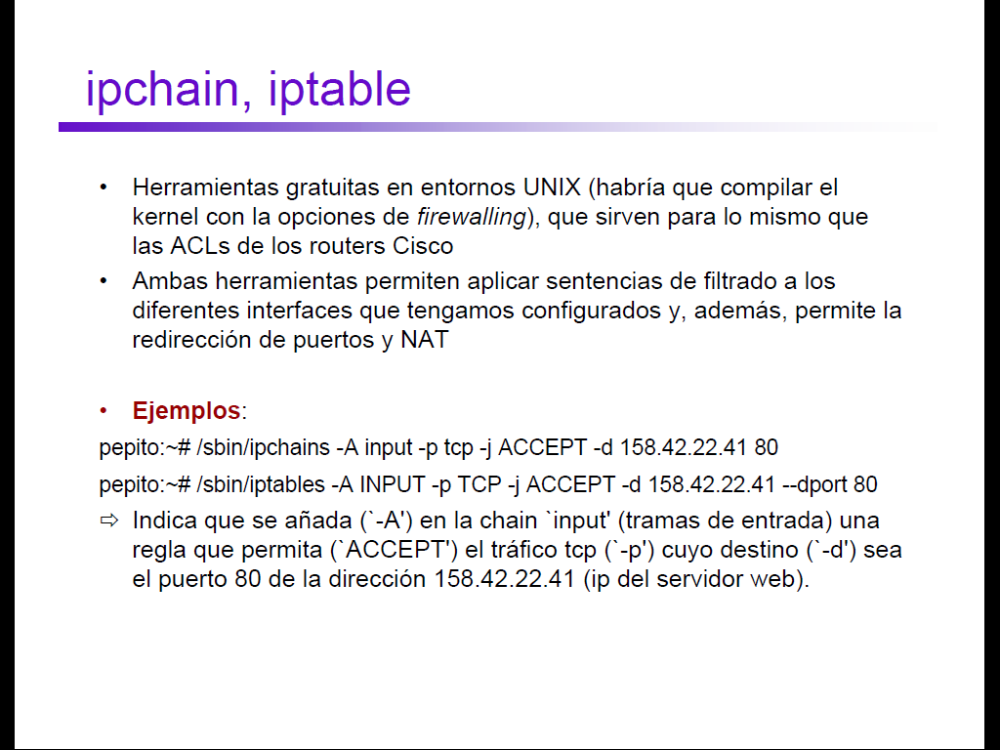 ipchain, iptable
• Herramientas gratuitas en entornos UNIX (habría que compilar el
kernel con la opciones de firewalling), que sirven para lo mismo que
las ACLs de los routers Cisco
• Ambas herramientas permiten aplicar sentencias de filtrado a los
diferentes interfaces que tengamos configurados y, además, permite la
redirección de puertos y NAT
• Ejemplos:
pepito:~# /sbin/ipchains -A input -p tcp -j ACCEPT -d 158.42.22.41 80
pepito:~# /sbin/iptables -A INPUT -p TCP -j ACCEPT -d 158.42.22.41 --dport 80
⇨ Indica que se añada (`-A') en la chain `input' (tramas de entrada) una
regla que permita (`ACCEPT') el tráfico tcp (`-p') cuyo destino (`-d') sea
el puerto 80 de la dirección 158.42.22.41 (ip del servidor web).